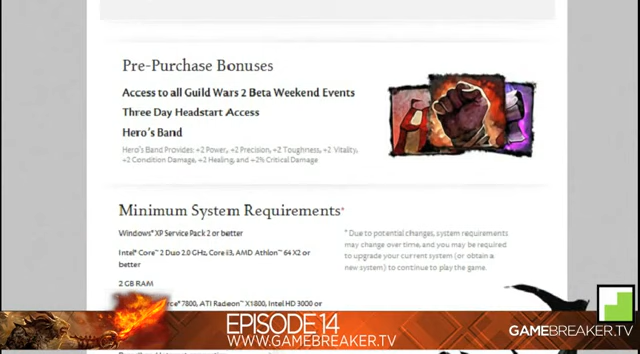 Pre-Purchase Bonuses
Access to all Guild Wars 2 Beta Weekend Events
Three Day Headstart Access
Hero's Band
Hero's Band Provides: +2 Power, +2 Precision, +2 Toughness, +2 Vitality,
+2 Condition Damage, +2 Healing, and +2% Critical Damage
Minimum System Requirements*
Windows® XP Service Pack 2 or better
Intel® Core™ 2 Duo 2.0 GHz, Core i3, AMD Athlon™ 64 X2 or
better
2 GB RAM
7800, ATI Radeon™ X1800, Intel HD 3000 or
* Due to potential changes, system requirements
may change over time, and you may be required
to upgrade your current system (or obtain a
new system) to continue to play the game.
EPISODE 14
WWW.GAMEBREAKER.TV
GAMEBREAKER.TV